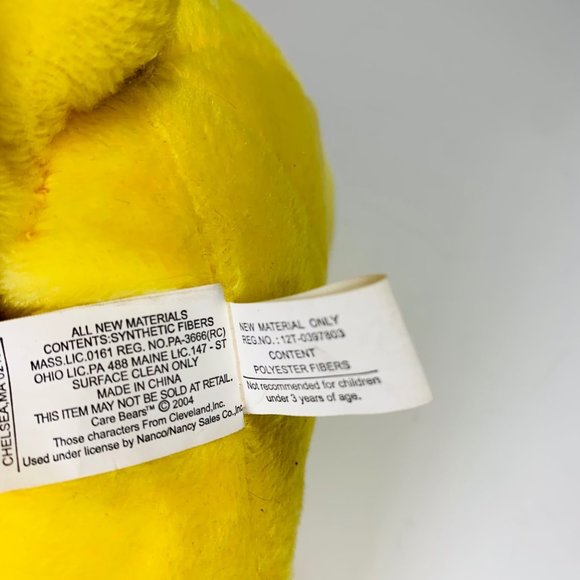 CHELSEA, MA
ALL NEW MATERIALS
CONTENTS:SYNTHETIC FIBERS
MASS.LIC.0161 REG. NO.PA-3666(RC)
OHIO LIC.PA 488 MAINE LIC.147 - ST
SURFACE CLEAN ONLY
MADE IN CHINA
THIS ITEM MAY NOT BE SOLD AT RETAIL.
Care Bears™ © 2004
Those characters From Cleveland,Inc.
Used under license by Nanco/Nancy Sales Co.,Inc.
NEW MATERIAL ONLY
REG.NO.:12T-0397803
CONTENT
POLYESTER FIBERS
Not recommended for children
under 3 years of age.